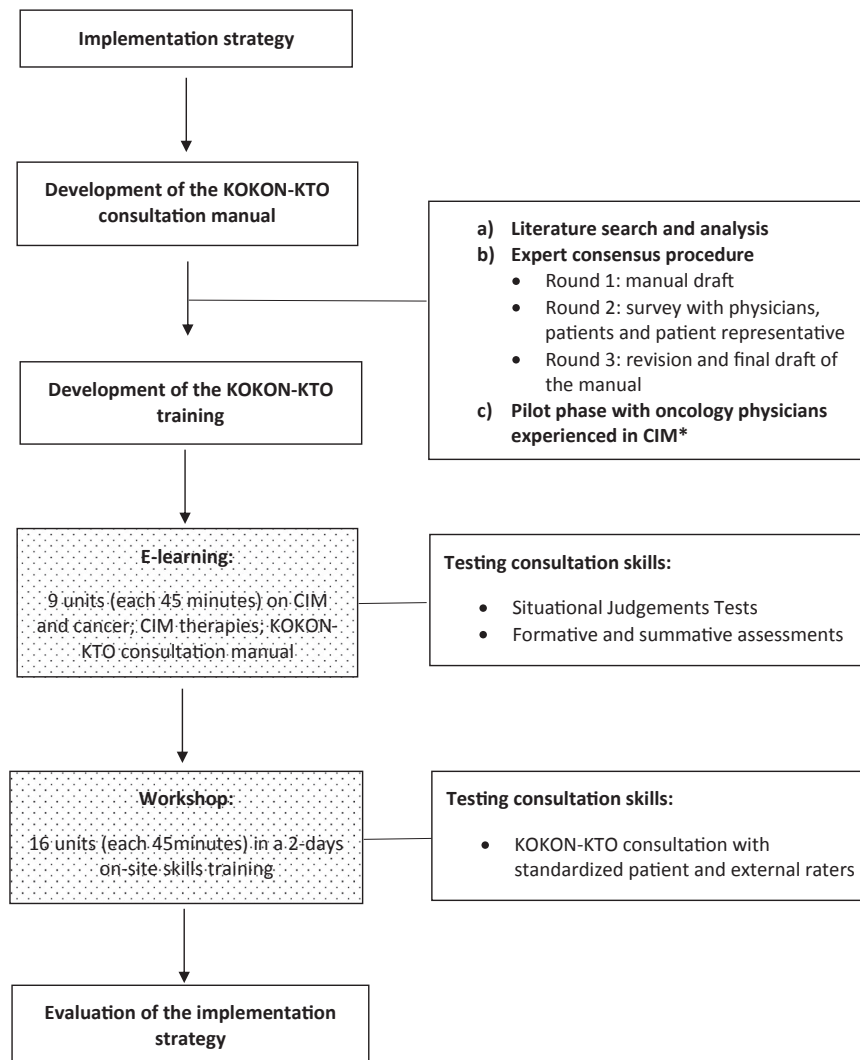 Implementation strategy
Development of the KOKON-KTO
consultation manual
a) Literature search and analysis
b) Expert consensus procedure
• Round 1: manual draft
• Round 2: survey with physicians,
patients and patient representative
• Round 3: revision and final draft of
the manual
c) Pilot phase with oncology physicians
experienced in CIM*
Development of the KOKON-KTO
training
E-learning:
9 units (each 45 minutes) on CIM
and cancer; CIM therapies; KOKON-
KTO consultation manual
Testing consultation skills:
• Situational Judgements Tests
• Formative and summative assessments
Workshop:
16 units (each 45minutes) in a 2-days
on-site skills training
Testing consultation skills:
• KOKON-KTO consultation with
standardized patient and external raters
Evaluation of the implementation
strategy